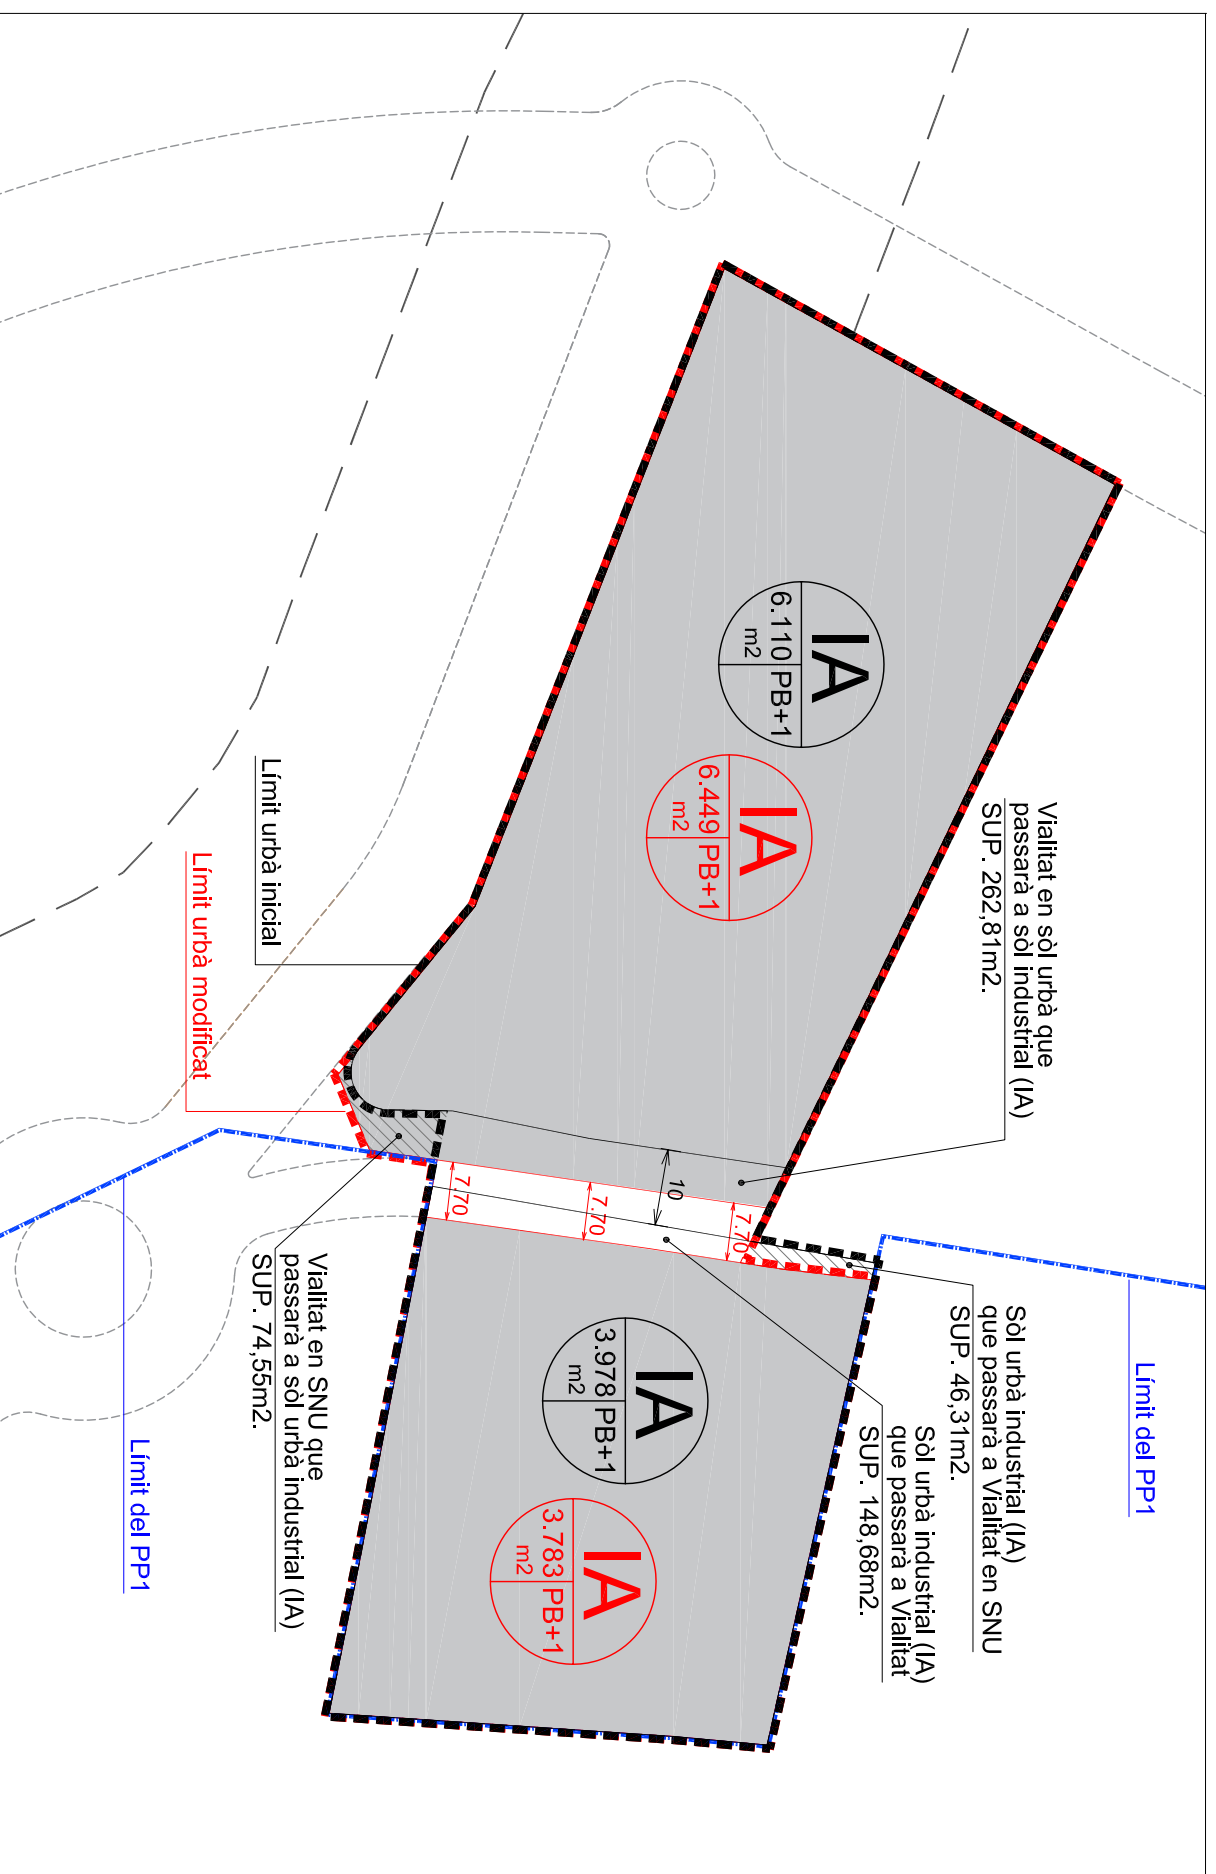 Vialitat en sòl urbà que
passarà a sòl industrial (IA)
SUP. 262,81m2.
Límit del PP1
Sòl urbà industrial (IA)
que passarà a Vialitat en SNU
SUP. 46,31m2.
Sòl urbà industrial (IA)
que passarà a Vialitat
SUP. 148,68m2.
IA
6.110 PB+1
m2
IA
6.449 PB+1
m2
10
7.70
7.70
7.70
IA
3.978 PB+1
m2
IA
3.783 PB+1
m2
Límit urbà inicial
Límit urbà modificat
Vialitat en SNU que
passarà a sòl urbà industrial (IA)
SUP. 74,55m2.
Límit del PP1